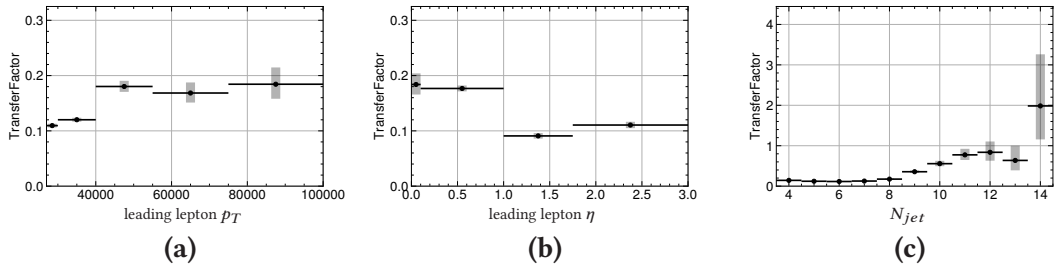 TransferFactor
0.3
0.2
0.1
0.0
40000 60000 80000 100000
leading lepton p_T
(a)
TransferFactor
0.3
0.2
0.1
0.0
0.0 0.5 1.0 1.5 2.0 2.5 3.0
leading lepton η
(b)
TransferFactor
4
3
2
1
0
4 6 8 10 12 14
N_jet
(c)